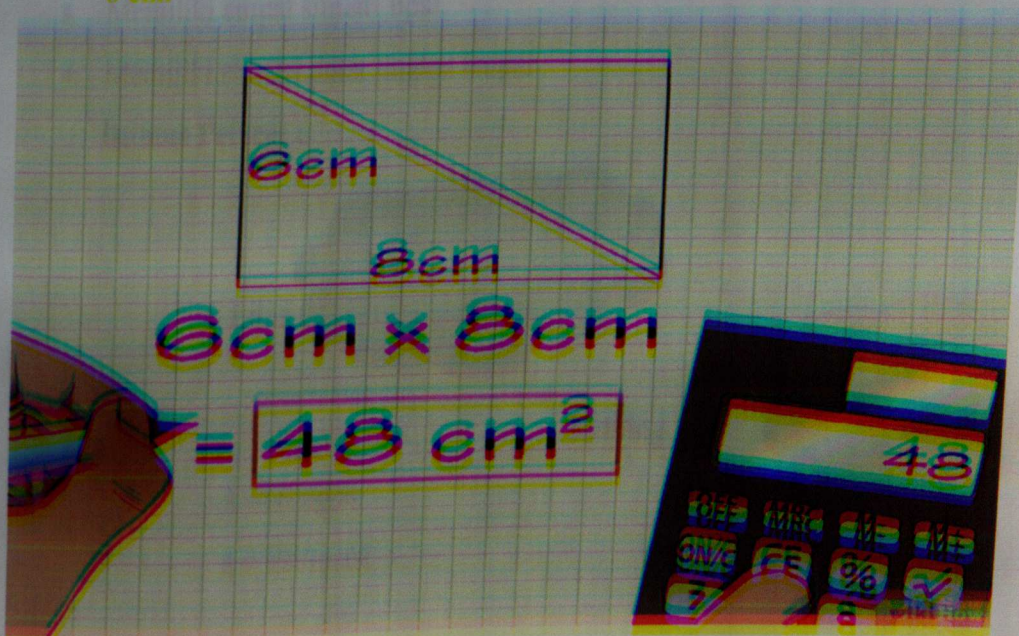 6cm
8cm
6cm x 8cm
= 48 cm²
48
OFF MRC M- M+
ON/C CE % √
7